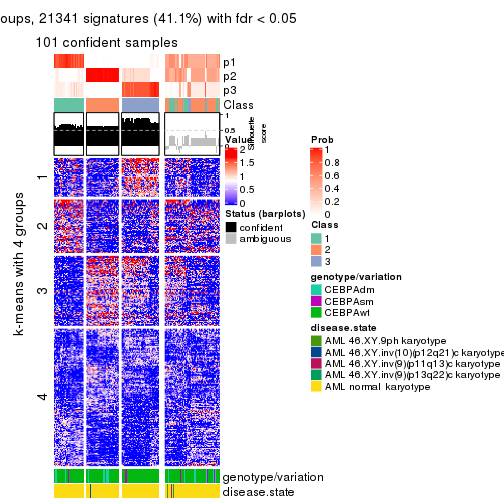 oups, 21341 signatures (41.1%) with fdr < 0.05
101 confident samples
p1
p2
p3
Class
1
0.5
0
Silhouette
score
k-means with 4 groups
1
2
3
4
Value
2
1.5
1
0.5
0
Status (barplots)
confident
ambiguous
Prob
1
0.8
0.6
0.4
0.2
0
Class
1
2
3
genotype/variation
CEBPAdm
CEBPAsm
CEBPAwt
disease.state
AML 46.XY.9ph karyotype
AML 46.XY.inv(10)(p12q21)c karyotype
AML 46.XY.inv(9)(p11q13)c karyotype
AML 46.XY.inv(9)(p13q22)c karyotype
AML normal karyotype
genotype/variation
disease.state